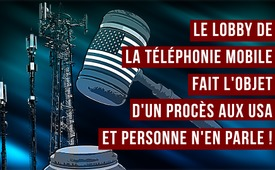 LE LOBBY DE
LA TÉLÉPHONIE MOBILE
FAIT L'OBJET
D'UN PROCÈS AUX USA
ET PERSONNE N'EN PARLE !